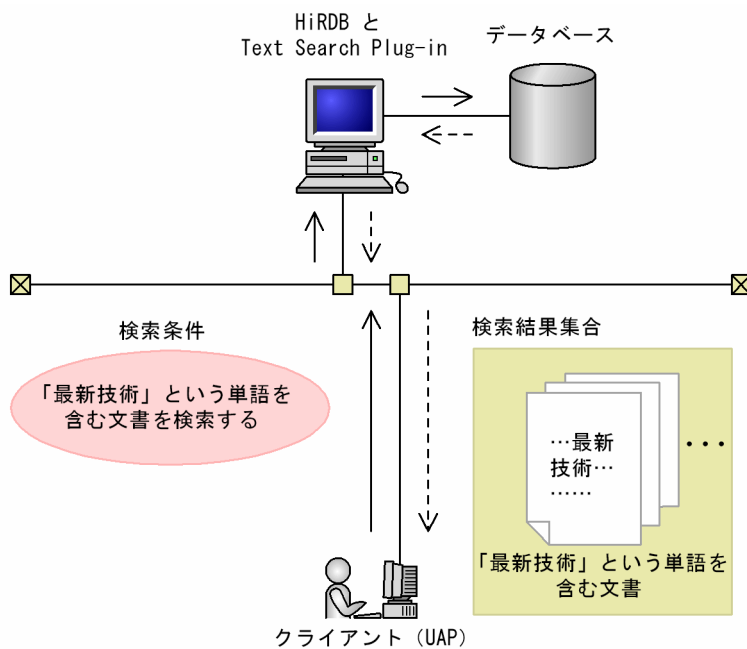 HiRDB と
Text Search Plug-in
データベース
検索条件
「最新技術」という単語を
含む文書を検索する
検索結果集合
…最新
技術…
……
・・・
「最新技術」という単語を
含む文書
クライアント（UAP）